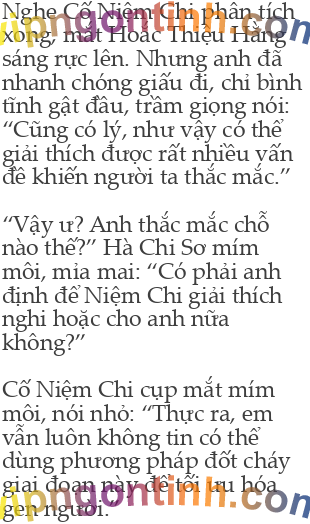 Nghe Cố Niệm Chi phân tích
xong, mắt Hoắc Thiệu Hằng
sáng rực lên. Nhưng anh đã
nhanh chóng giấu đi, chỉ bình
tĩnh gật đầu, trầm giọng nói:
“Cũng có lý, như vậy có thể
giải thích được rất nhiều vấn
đề khiến người ta thắc mắc.”
“Vậy ư? Anh thắc mắc chỗ
nào thế?” Hà Chi Sơ mím
môi, mỉa mai: “Có phải anh
định để Niệm Chi giải thích
nghi hoặc cho anh nữa
không?”
Cố Niệm Chi cụp mắt mím
môi, nói nhỏ: “Thực ra, em
vẫn luôn không tin có thể
dùng phương pháp đốt cháy
giai đoạn này để tối ưu hóa
gen người.